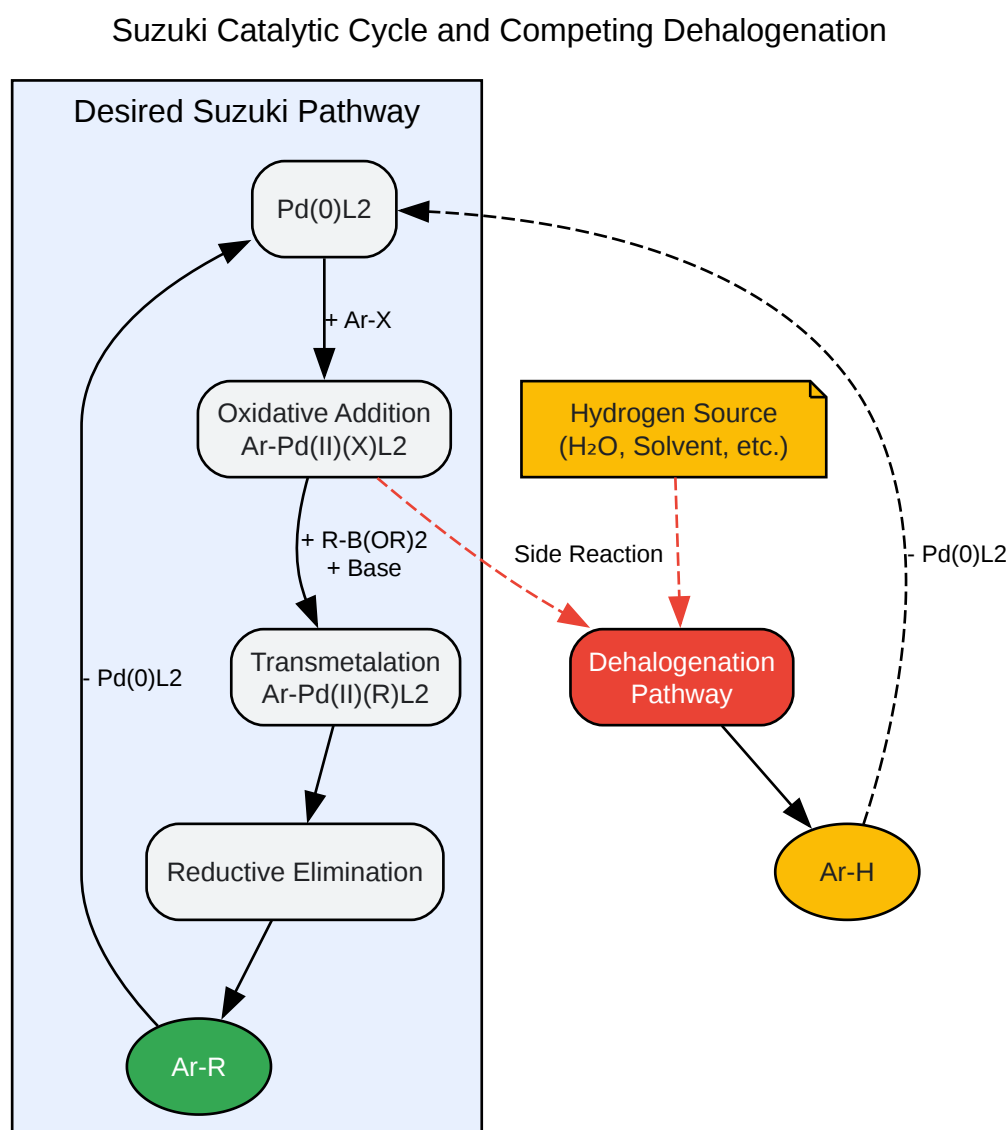 Suzuki Catalytic Cycle and Competing Dehalogenation
Desired Suzuki Pathway
Pd(0)L2
+ Ar-X
Oxidative Addition
Ar-Pd(II)(X)L2
Hydrogen Source
(H₂O, Solvent, etc.)
+ R-B(OR)2
+ Base
Side Reaction
- Pd(0)L2
Transmetalation
Ar-Pd(II)(R)L2
Dehalogenation
Pathway
- Pd(0)L2
Reductive Elimination
Ar-H
Ar-R